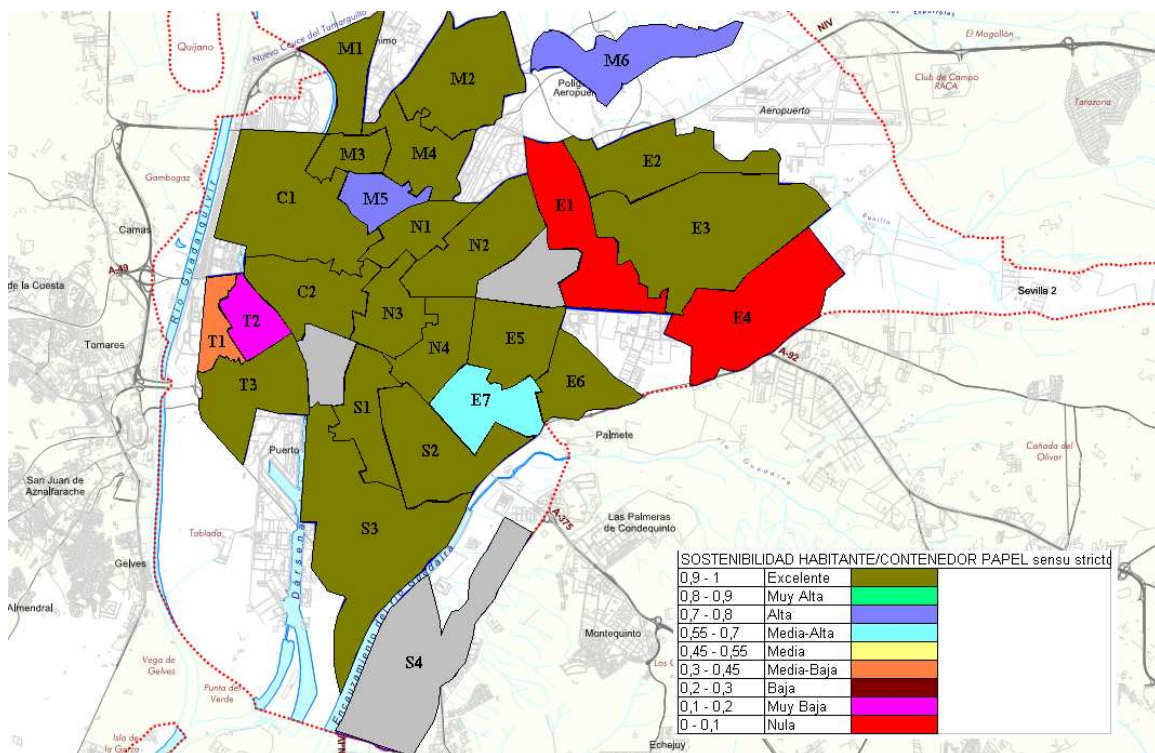 Quijano
Nuevo Cauce del Tamarguillo
M1
M2
M6
NIV
El Mogollón
Club de Campo
RACA
Aeropuerto
Aeropuerto
Tarazona
M3
M4
E2
Gambogaz
C1
M5
E1
N1
E3
Camas
N2
A-49
de la Cuesta
Río Guadalquivir
C2
Sevilla 2
T2
N3
E4
T1
Tomares
N4
E5
A-92
T3
E6
S1
E7
Puerto
S2
Palmete
Cañada del
Olivar
San Juan de
Aznalfarache
A-375
Las Palmeras
de Condequinto
Tablada
S3
Darsena
Gelves
Encauzamiento del río Guadaira
Almendral
Montequinto
S4
Vega de
Gelves
Punta del
Verde
Isla de
la Garza
Echejuy
SOSTENIBILIDAD HABITANTE/CONTENEDOR PAPEL sensu stricto
0,9 - 1 Excelente
0,8 - 0,9 Muy Alta
0,7 - 0,8 Alta
0,55 - 0,7 Media-Alta
0,45 - 0,55 Media
0,3 - 0,45 Media-Baja
0,2 - 0,3 Baja
0,1 - 0,2 Muy Baja
0 - 0,1 Nula